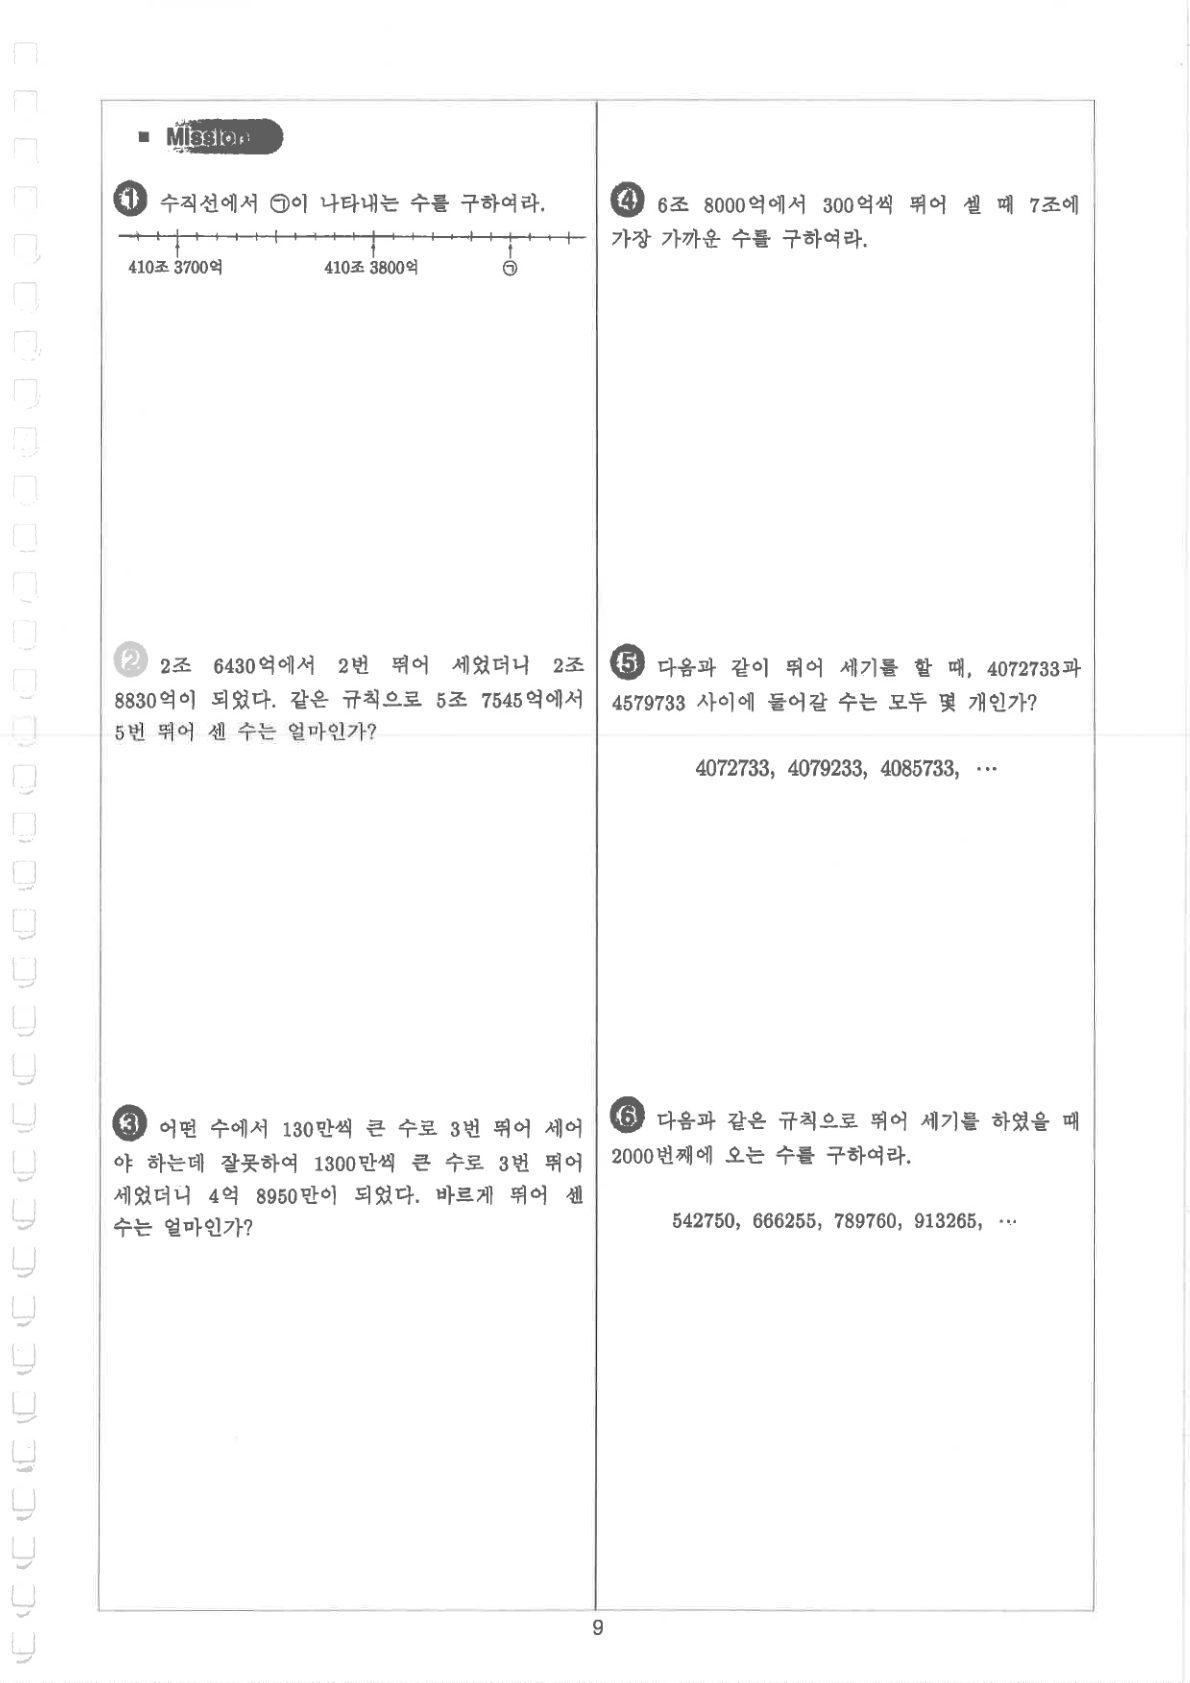 ■ Mission
1 수직선에서 ㉠이 나타내는 수를 구하여라.
410조 3700억 410조 3800억 ㉠
2 2조 6430억에서 2번 뛰어 세었더니 2조
8830억이 되었다. 같은 규칙으로 5조 7545억에서
5번 뛰어 센 수는 얼마인가?
3 어떤 수에서 130만씩 큰 수로 3번 뛰어 세어
야 하는데 잘못하여 1300만씩 큰 수로 3번 뛰어
세었더니 4억 8950만이 되었다. 바르게 뛰어 센
수는 얼마인가?
4 6조 8000억에서 300억씩 뛰어 셀 때 7조에
가장 가까운 수를 구하여라.
5 다음과 같이 뛰어 세기를 할 때, 4072733과
4579733 사이에 들어갈 수는 모두 몇 개인가?
4072733, 4079233, 4085733, ⋯
6 다음과 같은 규칙으로 뛰어 세기를 하였을 때
2000번째에 오는 수를 구하여라.
542750, 666255, 789760, 913265, ⋯
9